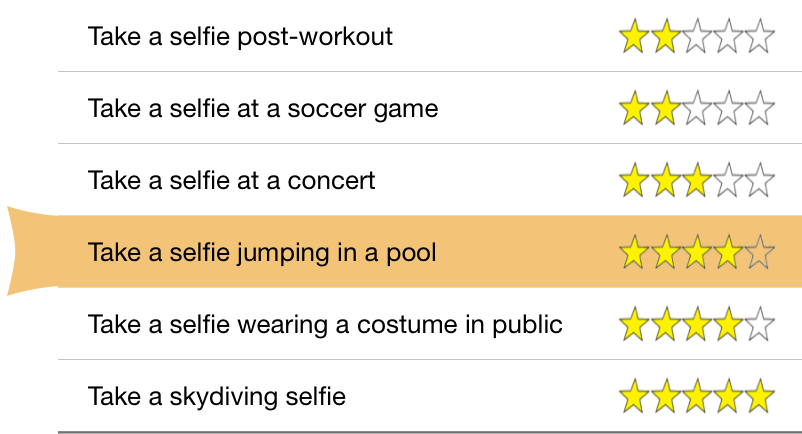 Take a selfie post-workout
Take a selfie at a soccer game
Take a selfie at a concert
Take a selfie jumping in a pool
Take a selfie wearing a costume in public
Take a skydiving selfie